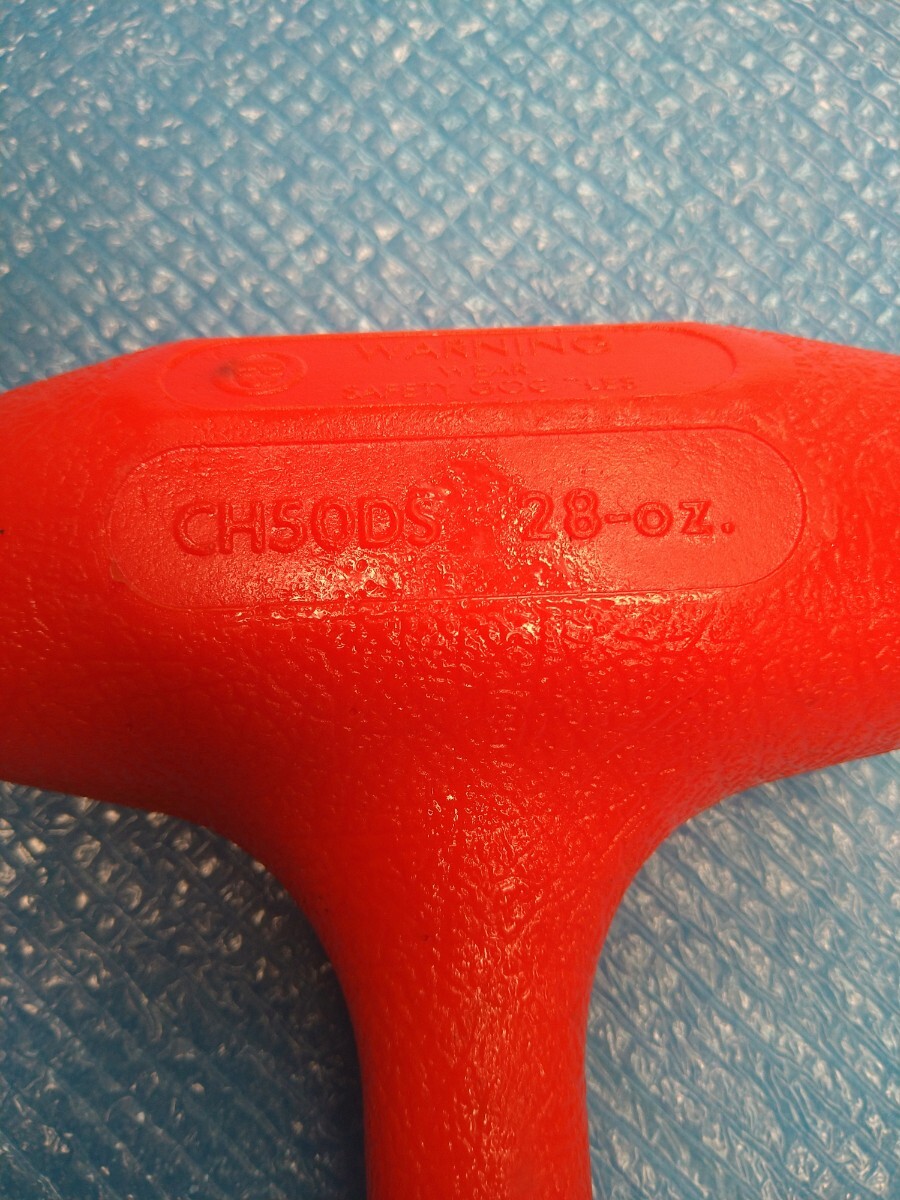 WARNING
WEAR
SAFETY GOGGLES
CH50DS 28-oz.